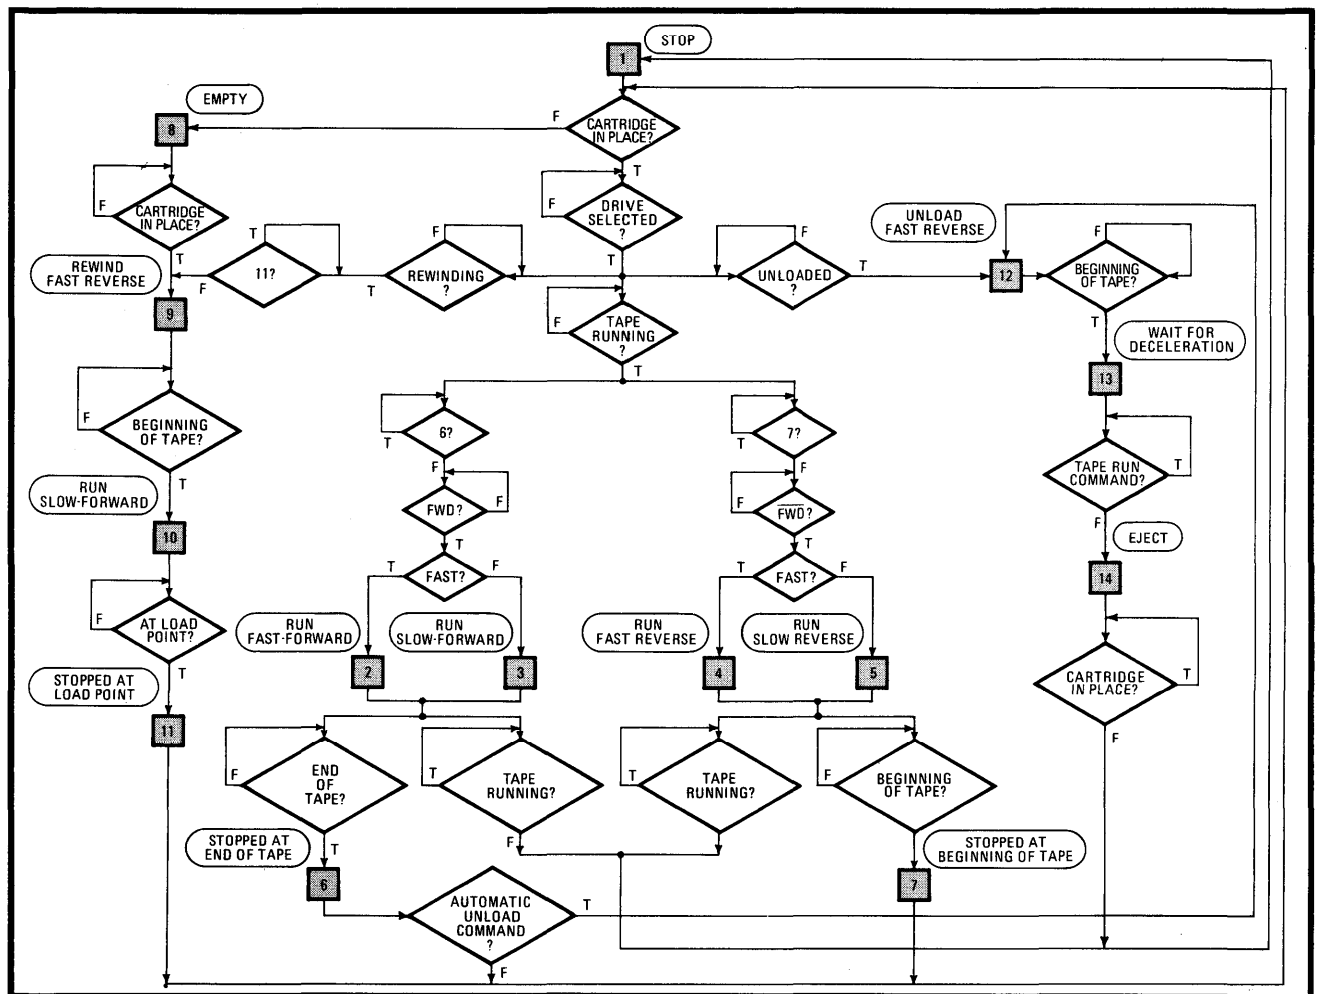 STOP
1
EMPTY
8
F
CARTRIDGE
IN PLACE?
T
F
CARTRIDGE
IN PLACE?
T
F
DRIVE
SELECTED
?
T
UNLOAD
FAST REVERSE
REWIND
FAST REVERSE
T
11?
F
F
REWINDING
?
T
F
UNLOADED
?
T
12
F
BEGINNING
OF TAPE?
T
9
F
TAPE
RUNNING
?
T
WAIT FOR
DECELERATION
13
F
BEGINNING
OF TAPE?
T
6?
T
F
7?
T
F
TAPE RUN
COMMAND?
T
F
RUN
SLOW-FORWARD
10
FWD?
F
T
F
FWD?
T
EJECT
14
T
FAST?
F
T
FAST?
F
F
AT LOAD
POINT?
T
RUN
FAST-FORWARD
RUN
SLOW-FORWARD
RUN
FAST REVERSE
RUN
SLOW REVERSE
2
3
4
5
CARTRIDGE
IN PLACE?
T
F
STOPPED AT
LOAD POINT
11
F
END
OF
TAPE?
T
T
TAPE
RUNNING?
F
T
TAPE
RUNNING?
F
BEGINNING
OF TAPE?
T
STOPPED AT
END OF TAPE
6
STOPPED AT
BEGINNING OF TAPE
7
AUTOMATIC
UNLOAD
COMMAND
?
T
F